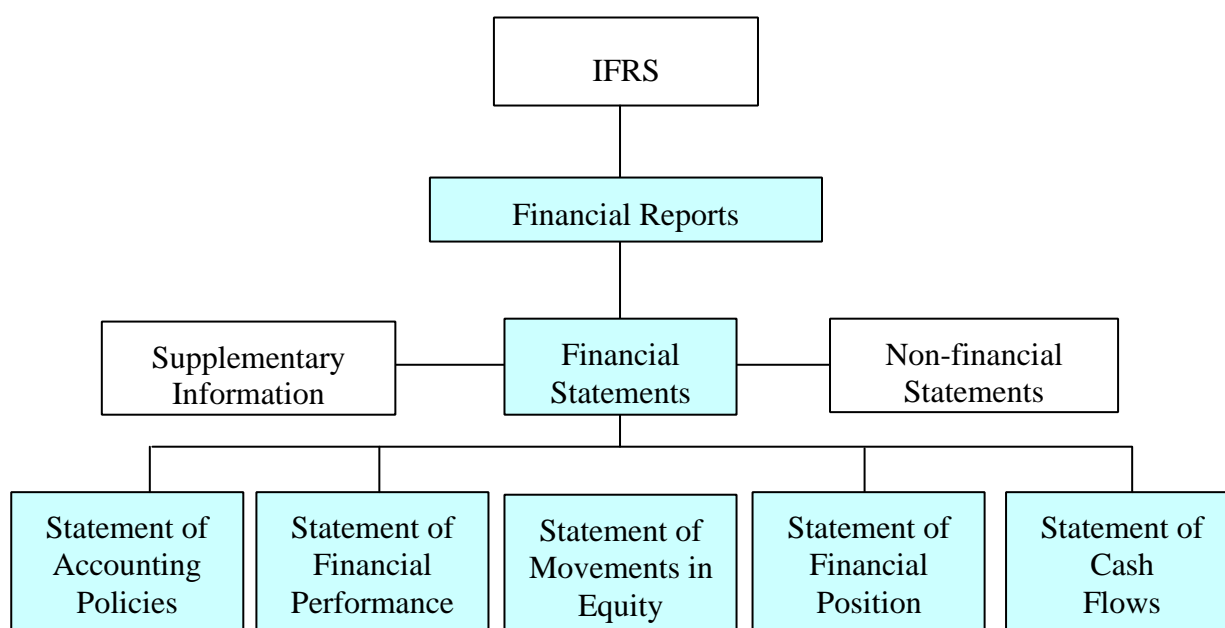 IFRS
Financial Reports
Supplementary
Information
Financial
Statements
Non-financial
Statements
Statement of
Accounting
Policies
Statement of
Financial
Performance
Statement of
Movements in
Equity
Statement of
Financial
Position
Statement of
Cash
Flows